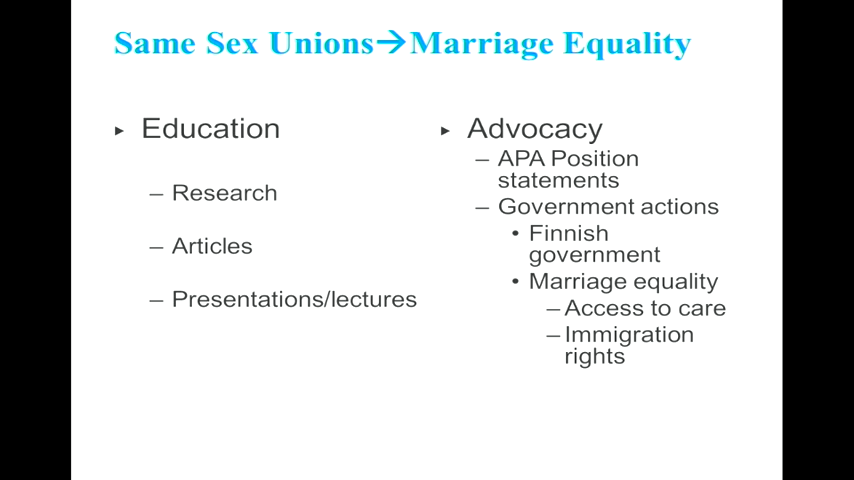 Same Sex Unions→Marriage Equality
▸ Education
– Research
– Articles
– Presentations/lectures
▸ Advocacy
– APA Position
statements
– Government actions
• Finnish
government
• Marriage equality
– Access to care
– Immigration
rights